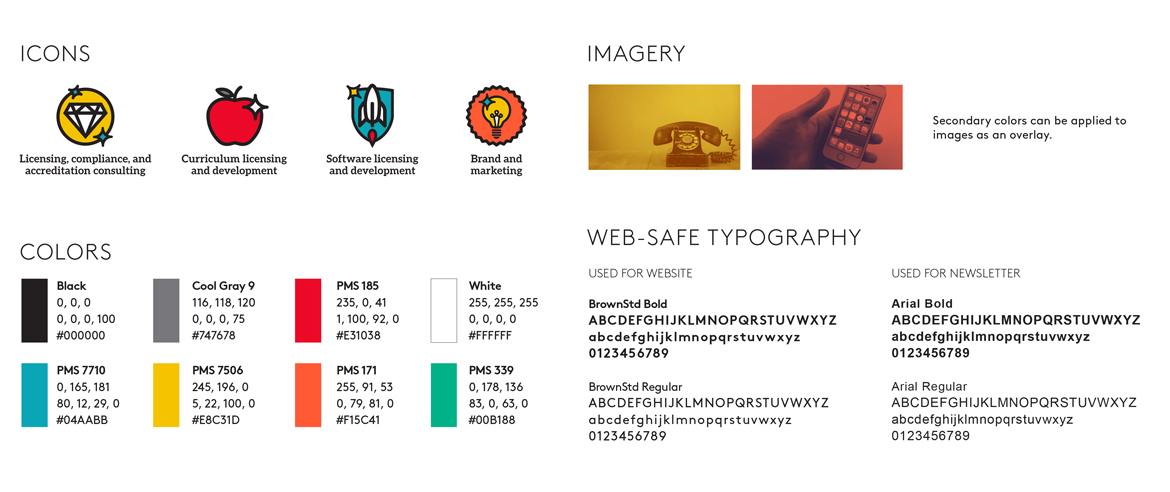 ICONS
Licensing, compliance, and
accreditation consulting
Curriculum licensing
and development
Software licensing
and development
Brand and
marketing
COLORS
Black
0, 0, 0
0, 0, 0, 100
#000000
Cool Gray 9
116, 118, 120
0, 0, 0, 75
#747678
PMS 185
235, 0, 41
1, 100, 92, 0
#E31038
White
255, 255, 255
0, 0, 0, 0
#FFFFFF
PMS 7710
0, 165, 181
80, 12, 29, 0
#04AABB
PMS 7506
245, 196, 0
5, 22, 100, 0
#E8C31D
PMS 171
255, 91, 53
0, 79, 81, 0
#F15C41
PMS 339
0, 178, 136
83, 0, 63, 0
#00B188
IMAGERY
Secondary colors can be applied to
images as an overlay.
WEB-SAFE TYPOGRAPHY
USED FOR WEBSITE
BrownStd Bold
ABCDEFGHIJKLMNOPQRSTUVWXYZ
abcdefghijklmnopqrstuvwxyz
0123456789
BrownStd Regular
ABCDEFGHIJKLMNOPQRSTUVWXYZ
abcdefghijklmnopqrstuvwxyz
0123456789
USED FOR NEWSLETTER
Arial Bold
ABCDEFGHIJKLMNOPQRSTUVWXYZ
abcdefghijklmnopqrstuvwxyz
0123456789
Arial Regular
ABCDEFGHIJKLMNOPQRSTUVWXYZ
abcdefghijklmnopqrstuvwxyz
0123456789